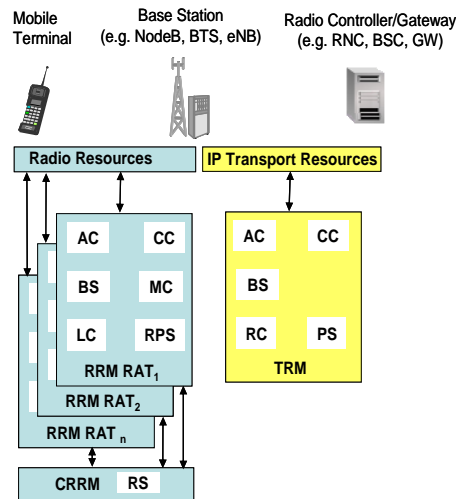 Mobile
Terminal
Base Station
(e.g. NodeB, BTS, eNB)
Radio Controller/Gateway
(e.g. RNC, BSC, GW)
Radio Resources
IP Transport Resources
AC CC
BS MC
LC RPS
RRM RAT1
RRM RAT2
RRM RAT n
AC CC
BS
RC PS
TRM
CRRM RS